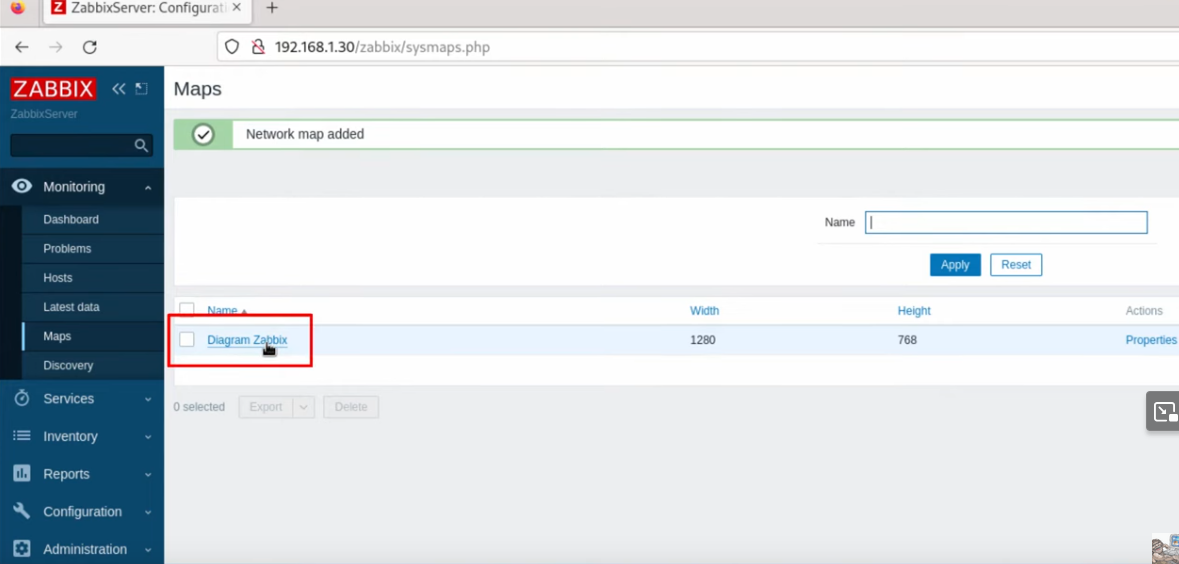 ZabbixServer: Configurati
192.168.1.30/zabbix/sysmaps.php
ZABBIX
ZabbixServer
Monitoring
Dashboard
Problems
Hosts
Latest data
Maps
Discovery
Services
Inventory
Reports
Configuration
Administration
Maps
Network map added
Name
Apply Reset
Name Width Height Actions
Diagram Zabbix 1280 768 Properties
0 selected Export Delete